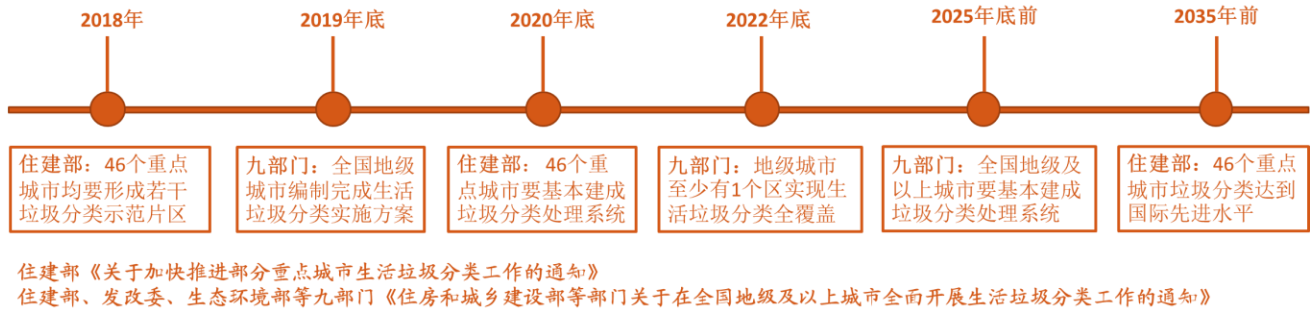 2018年
2019年底
2020年底
2022年底
2025年底前
2035年前
住建部：46个重点
城市均要形成若干
垃圾分类示范片区
九部门：全国地级
城市编制完成生活
垃圾分类实施方案
住建部：46个重
点城市要基本建成
垃圾分类处理系统
九部门：地级城市
至少有1个区实现生
活垃圾分类全覆盖
九部门：全国地级及
以上城市要基本建成
垃圾分类处理系统
住建部：46个重点
城市垃圾分类达到
国际先进水平
住建部《关于加快推进部分重点城市生活垃圾分类工作的通知》
住建部、发改委、生态环境部等九部门《住房和城乡建设部等部门关于在全国地级及以上城市全面开展生活垃圾分类工作的通知》